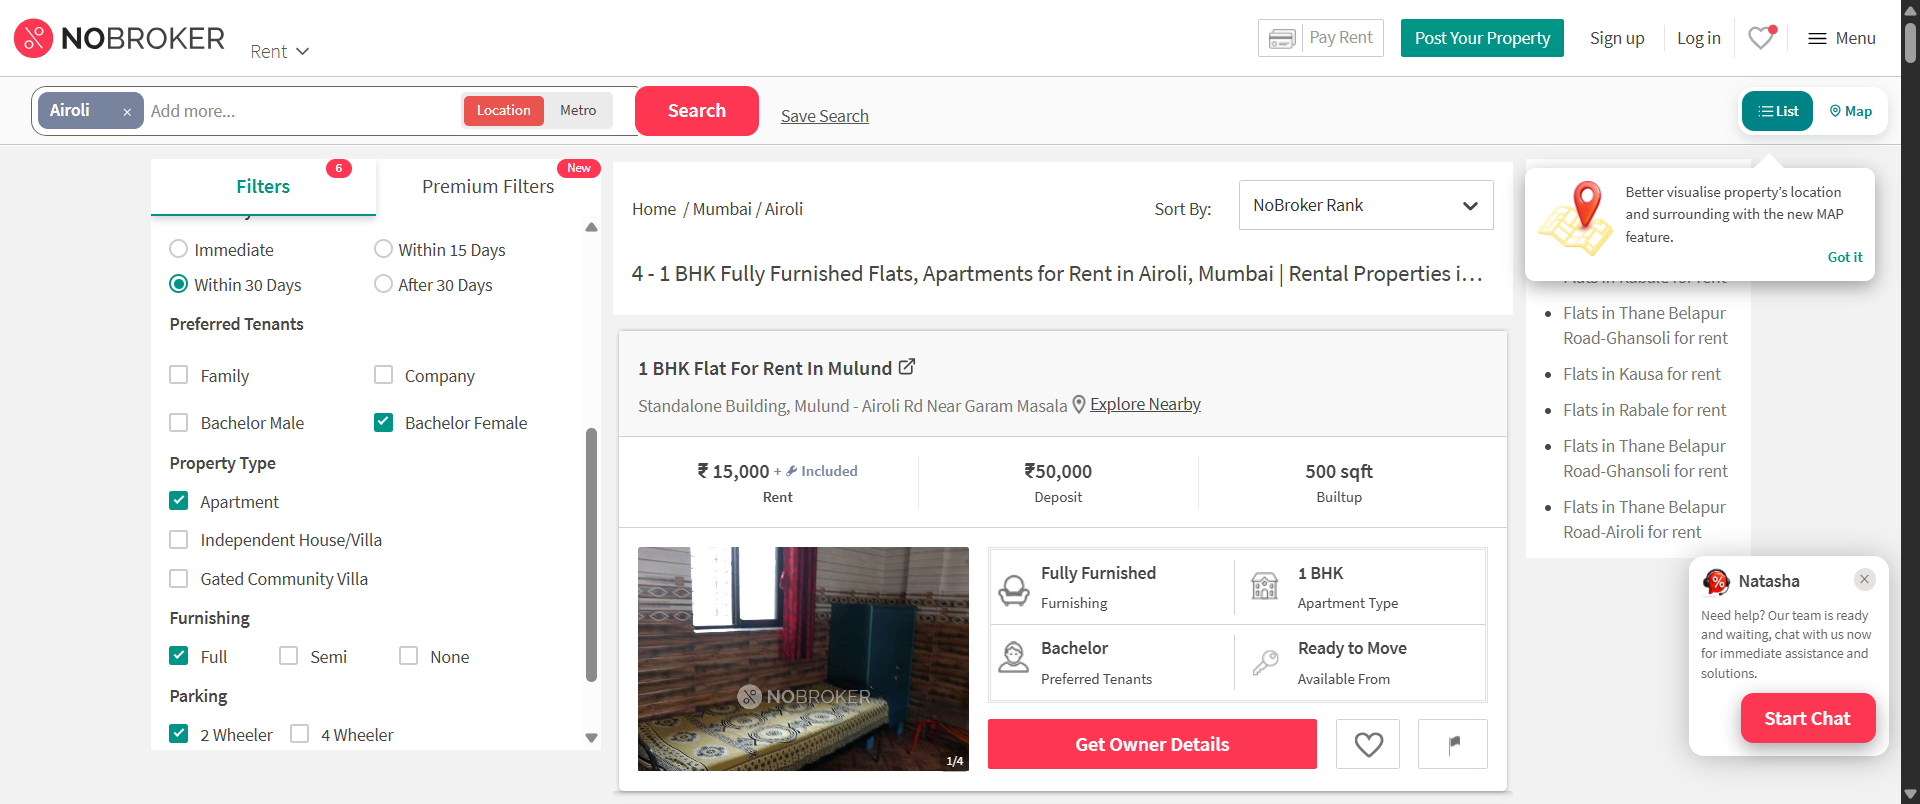 NOBROKER
Rent
Pay Rent
Post Your Property
Sign up
Log in
Menu
Airoli ×
Add more...
Location
Metro
Search
Save Search
List
Map
Filters
6
Premium Filters
New
Immediate
Within 15 Days
Within 30 Days
After 30 Days
Preferred Tenants
Family
Company
Bachelor Male
Bachelor Female
Property Type
Apartment
Independent House/Villa
Gated Community Villa
Furnishing
Full
Semi
None
Parking
2 Wheeler
4 Wheeler
Home / Mumbai / Airoli
Sort By:
NoBroker Rank
4 - 1 BHK Fully Furnished Flats, Apartments for Rent in Airoli, Mumbai | Rental Properties i...
1 BHK Flat For Rent In Mulund
Standalone Building, Mulund - Airoli Rd Near Garam Masala
Explore Nearby
₹ 15,000 + Included
Rent
₹50,000
Deposit
500 sqft
Builtup
NOBROKER
1/4
Fully Furnished
Furnishing
1 BHK
Apartment Type
Bachelor
Preferred Tenants
Ready to Move
Available From
Get Owner Details
Better visualise property's location
and surrounding with the new MAP
feature.
Got it
Flats in Rabale for rent
Flats in Thane Belapur
Road-Ghansoli for rent
Flats in Kausa for rent
Flats in Rabale for rent
Flats in Thane Belapur
Road-Ghansoli for rent
Flats in Thane Belapur
Road-Airoli for rent
Natasha
Need help? Our team is ready
and waiting, chat with us now
for immediate assistance and
solutions.
Start Chat